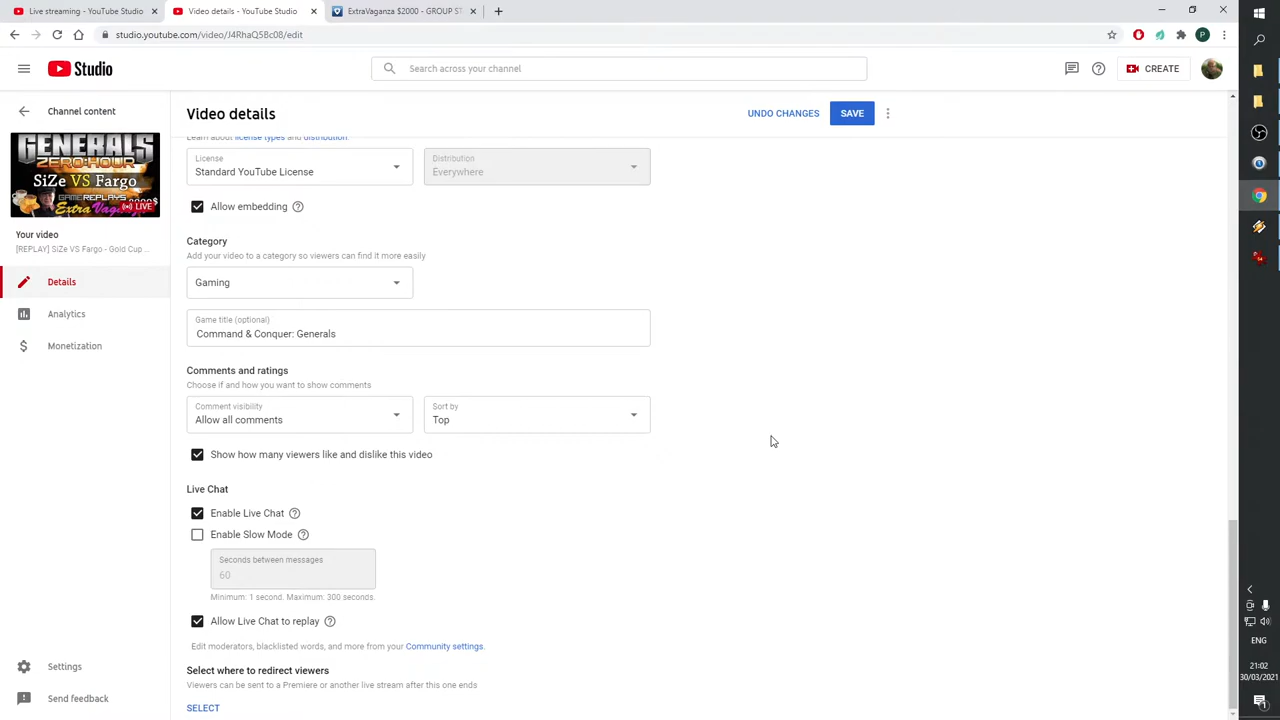 Live streaming - YouTube Studio
Video details - YouTube Studio
ExtraVaganza $2000 - GROUP ST
studio.youtube.com/video/J4RhaQ5Bc08/edit
Studio
Search across your channel
CREATE
Channel content
Video details
UNDO CHANGES
SAVE
GENERALS
ZERO:HOUR
SiZe VS Fargo
GAMEREPLAYS
LIVE
Your video
[REPLAY] SiZe VS Fargo - Gold Cup ...
Details
Analytics
Monetization
Settings
Send feedback
Learn about license types and distribution.
License
Standard YouTube License
Distribution
Everywhere
Allow embedding
Category
Add your video to a category so viewers can find it more easily
Gaming
Game title (optional)
Command & Conquer: Generals
Comments and ratings
Choose if and how you want to show comments
Comment visibility
Allow all comments
Sort by
Top
Show how many viewers like and dislike this video
Live Chat
Enable Live Chat
Enable Slow Mode
Seconds between messages
60
Minimum: 1 second. Maximum: 300 seconds.
Allow Live Chat to replay
Edit moderators, blacklisted words, and more from your Community settings.
Select where to redirect viewers
Viewers can be sent to a Premiere or another live stream after this one ends
SELECT
ENG
21:02
30/03/2021